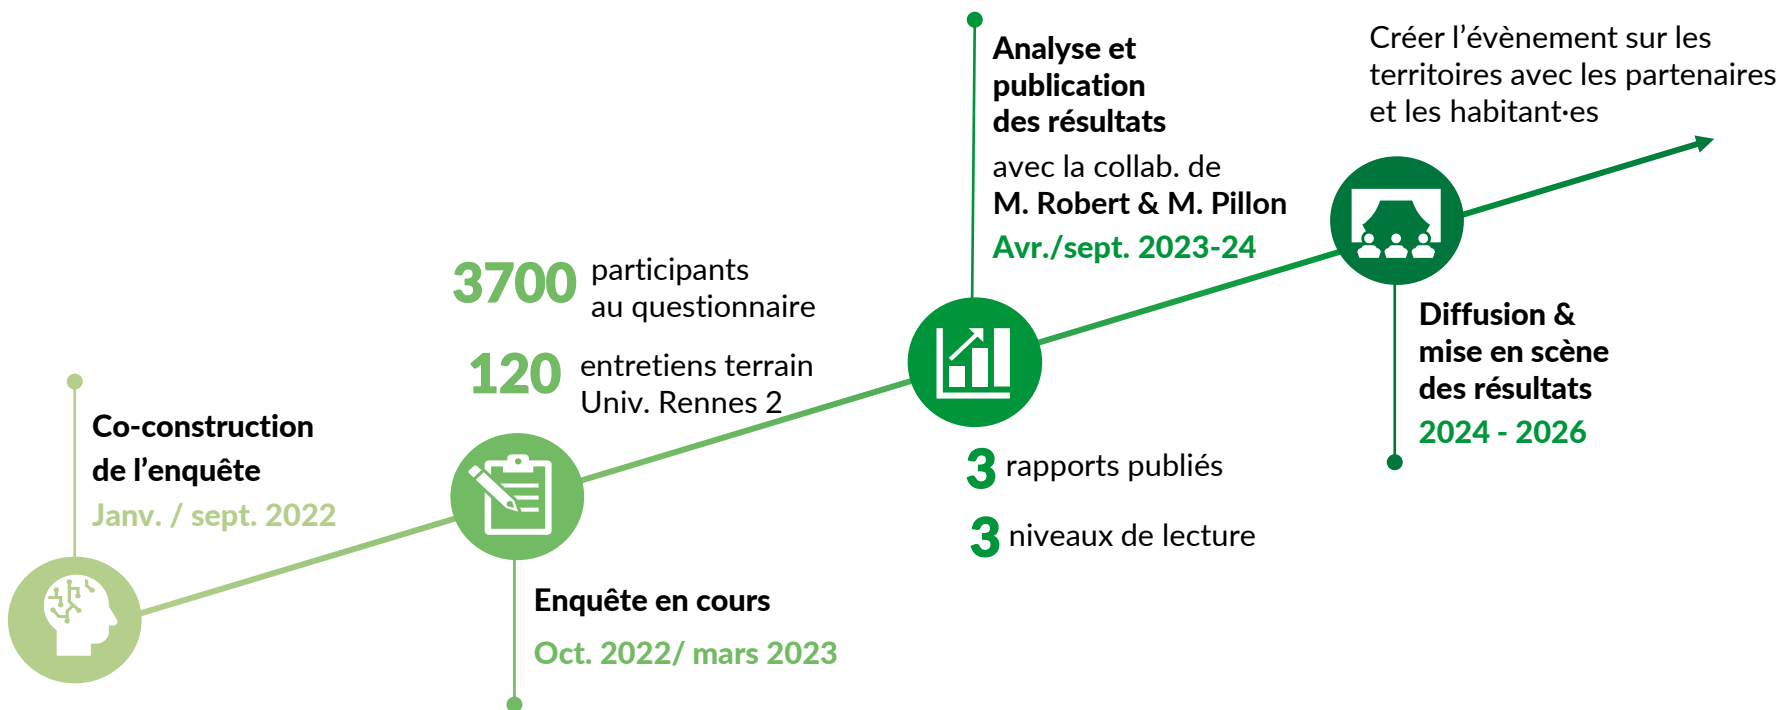 Co-construction
de l’enquête
Janv. / sept. 2022
3700 participants
au questionnaire
120 entretiens terrain
Univ. Rennes 2
Enquête en cours
Oct. 2022/ mars 2023
Analyse et
publication
des résultats
avec la collab. de
M. Robert & M. Pillon
Avr./sept. 2023-24
3 rapports publiés
3 niveaux de lecture
Créer l’évènement sur les
territoires avec les partenaires
et les habitant·es
Diffusion &
mise en scène
des résultats
2024 - 2026